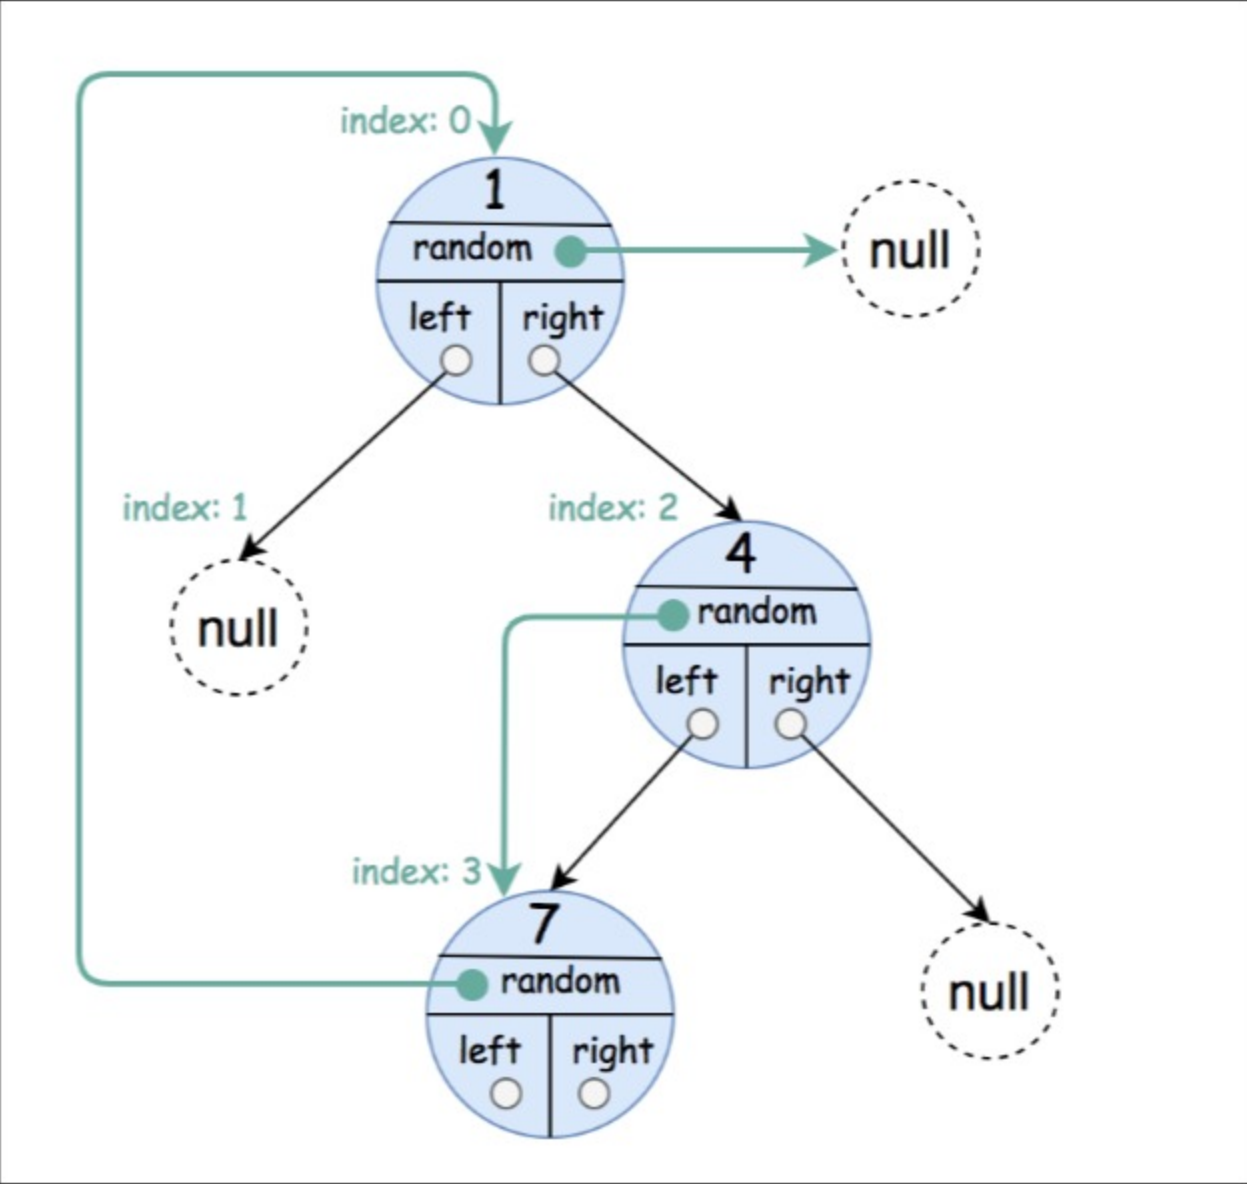 index: 0
1
random
null
left right
index: 1
index: 2
4
null
random
left right
index: 3
7
random
null
left right